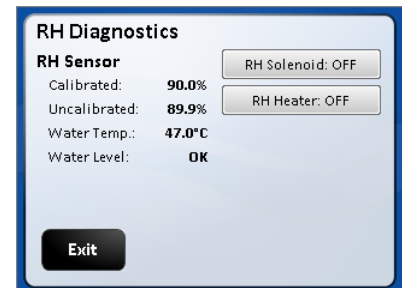 RH Diagnostics
RH Sensor
Calibrated: 90.0%
Uncalibrated: 89.9%
Water Temp.: 47.0°C
Water Level: OK
RH Solenoid: OFF
RH Heater: OFF
Exit